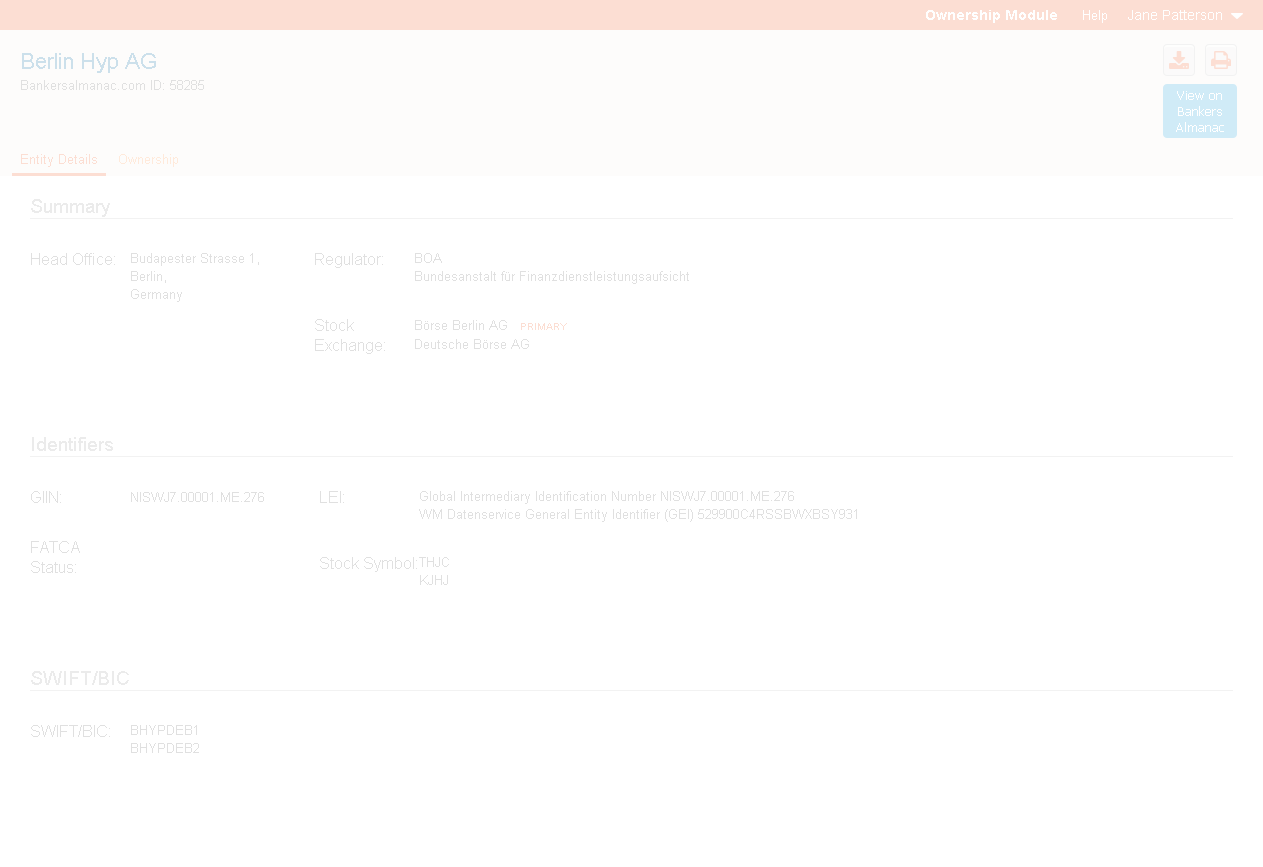 Ownership Module Help Jane Patterson
Berlin Hyp AG
Bankersalmanac.com ID: 58285
View on
Bankers
Almanac
Entity Details Ownership
Summary
Head Office: Budapester Strasse 1,
Berlin,
Germany
Regulator: BOA
Bundesanstalt für Finanzdienstleistungsaufsicht
Stock
Exchange:
Börse Berlin AG PRIMARY
Deutsche Börse AG
Identifiers
GIIN: NISWJ7.00001.ME.276
LEI: Global Intermediary Identification Number NISWJ7.00001.ME.276
WM Datenservice General Entity Identifier (GEI) 529900C4RSSBWXBSY931
FATCA
Status:
Stock Symbol: THJC
KJHJ
SWIFT/BIC
SWIFT/BIC: BHYPDEB1
BHYPDEB2